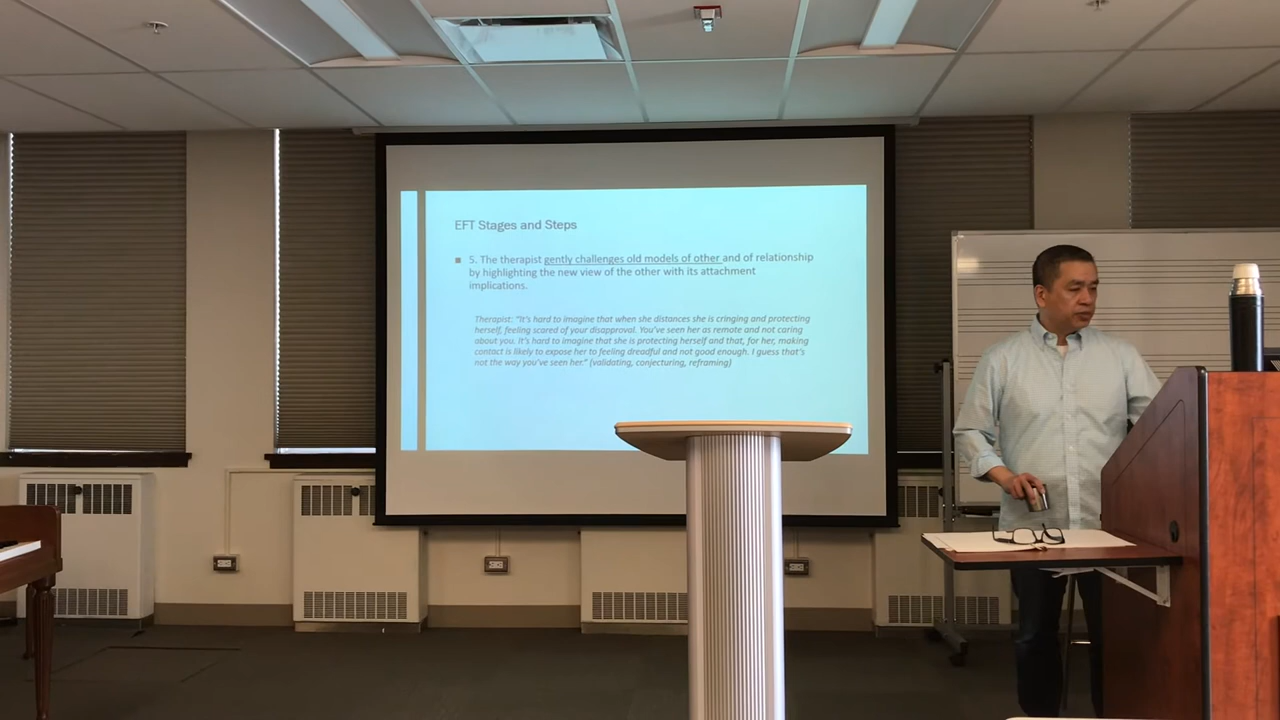 EFT Stages and Steps
5. The therapist gently challenges old models of other and of relationship
by highlighting the new view of the other with its attachment
implications.
Therapist: "It's hard to imagine that when she distances she is cringing and protecting
herself, feeling scared of your disapproval. You've seen her as remote and not caring
about you. It's hard to imagine that she is protecting herself and that, for her, making
contact is likely to expose her to feeling dreadful and not good enough. I guess that's
not the way you've seen her." (validating, conjecturing, reframing)